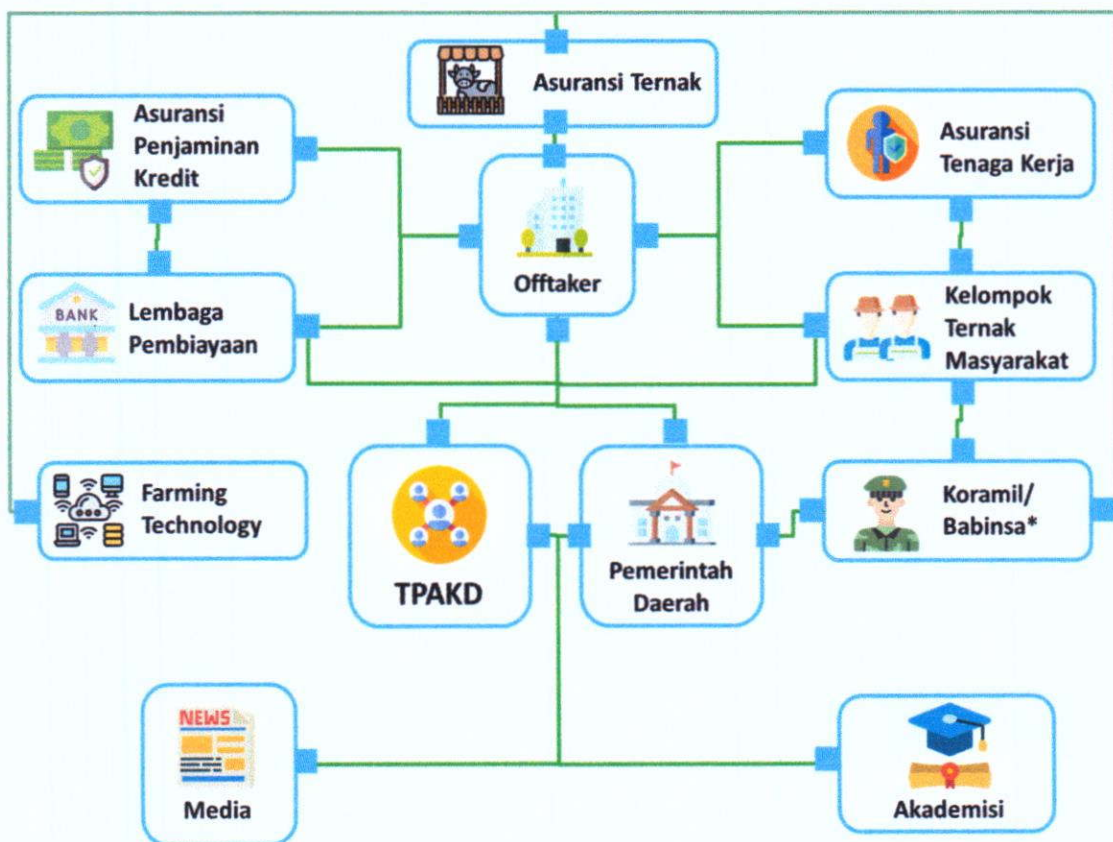 Asuransi Ternak
Asuransi
Penjaminan
Kredit
Asuransi
Tenaga Kerja
Offtaker
BANK
Lembaga
Pembiayaan
Kelompok
Ternak
Masyarakat
Farming
Technology
TPAKD
Pemerintah
Daerah
Koramil/
Babinsa*
NEWS
Media
Akademisi